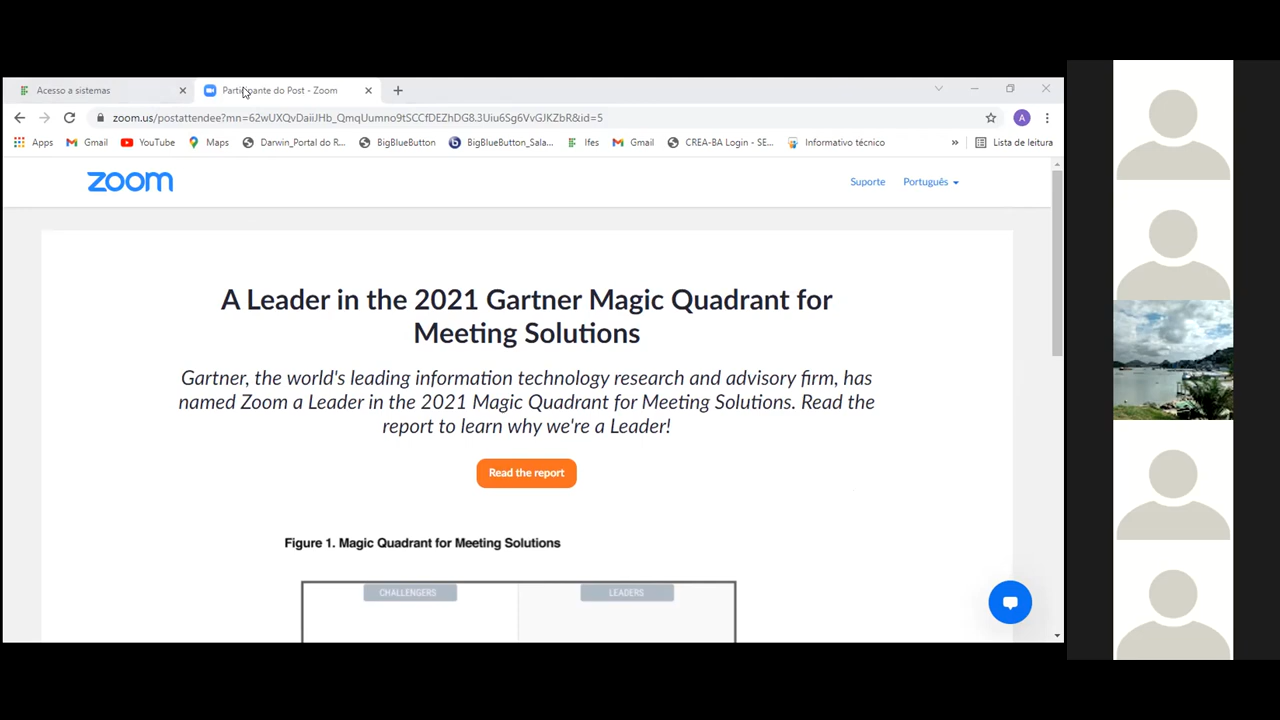 Acesso a sistemas
Participante do Post - Zoom
zoom.us/postattendee?mn=62wUXQvDaiiJHb_QmqUumno9tSCCfDEZhDG8.3Uiu6Sg6VvGJKZbR&id=5
A
Apps
Gmail
YouTube
Maps
Darwin_Portal do R...
BigBlueButton
BigBlueButton_Sala...
Ifes
Gmail
CREA-BA Login - SE...
Informativo técnico
»
Lista de leitura
zoom
Suporte
Português
A Leader in the 2021 Gartner Magic Quadrant for
Meeting Solutions
Gartner, the world's leading information technology research and advisory firm, has
named Zoom a Leader in the 2021 Magic Quadrant for Meeting Solutions. Read the
report to learn why we're a Leader!
Read the report
Figure 1. Magic Quadrant for Meeting Solutions
CHALLENGERS
LEADERS